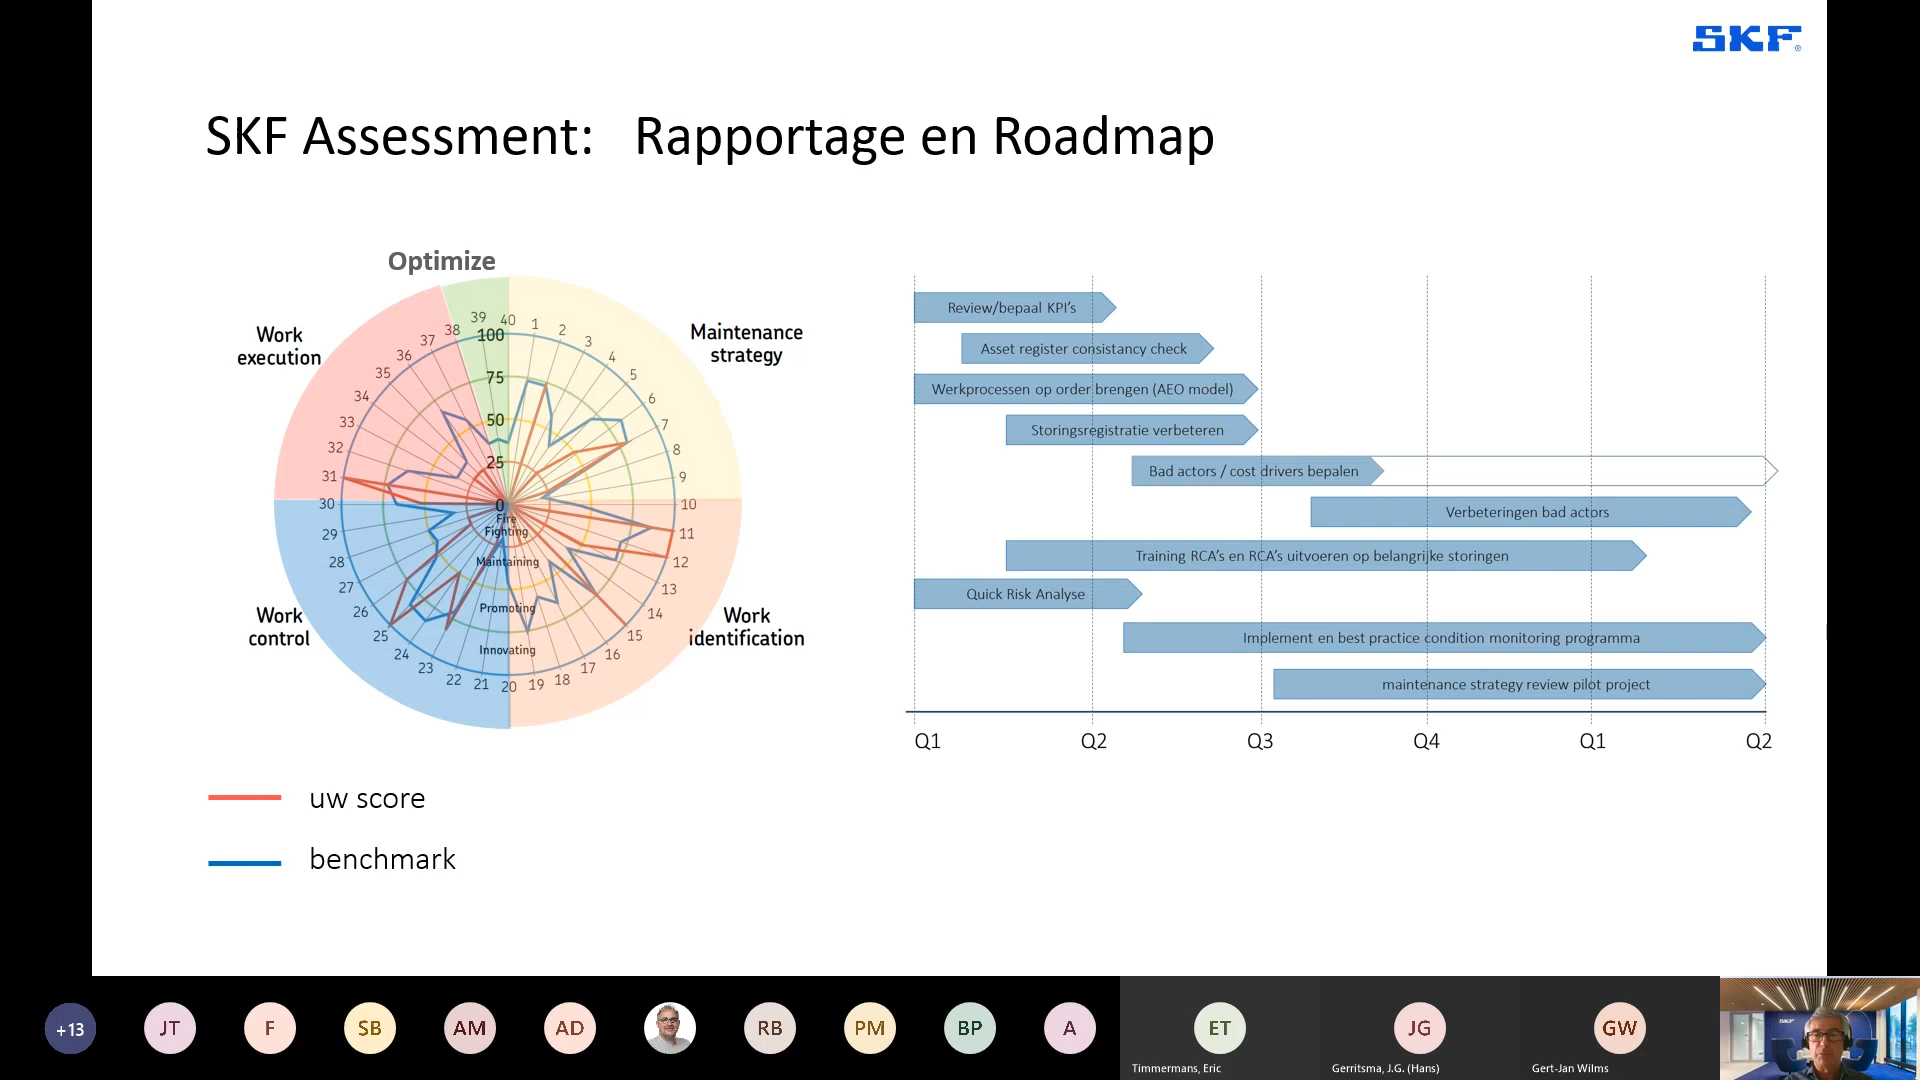 SKF
SKF Assessment: Rapportage en Roadmap
Optimize
Work
execution
Maintenance
strategy
Work
control
Work
identification
1
2
3
4
5
6
7
8
9
10
11
12
13
14
15
16
17
18
19
20
21
22
23
24
25
26
27
28
29
30
31
32
33
34
35
36
37
38
39
40
100
75
50
25
0
Fire
Fighting
Maintaining
Promoting
Innovating
uw score
benchmark
Review/bepaal KPI’s
Asset register consistancy check
Werkprocessen op order brengen (AEO model)
Storingsregistratie verbeteren
Bad actors / cost drivers bepalen
Verbeteringen bad actors
Training RCA’s en RCA’s uitvoeren op belangrijke storingen
Quick Risk Analyse
Implement en best practice condition monitoring programma
maintenance strategy review pilot project
Q1 Q2 Q3 Q4 Q1 Q2
+13 JT F SB AM AD RB PM BP A ET JG GW
Timmermans, Eric
Gerritsma, J.G. (Hans)
Gert-Jan Wilms
SKF